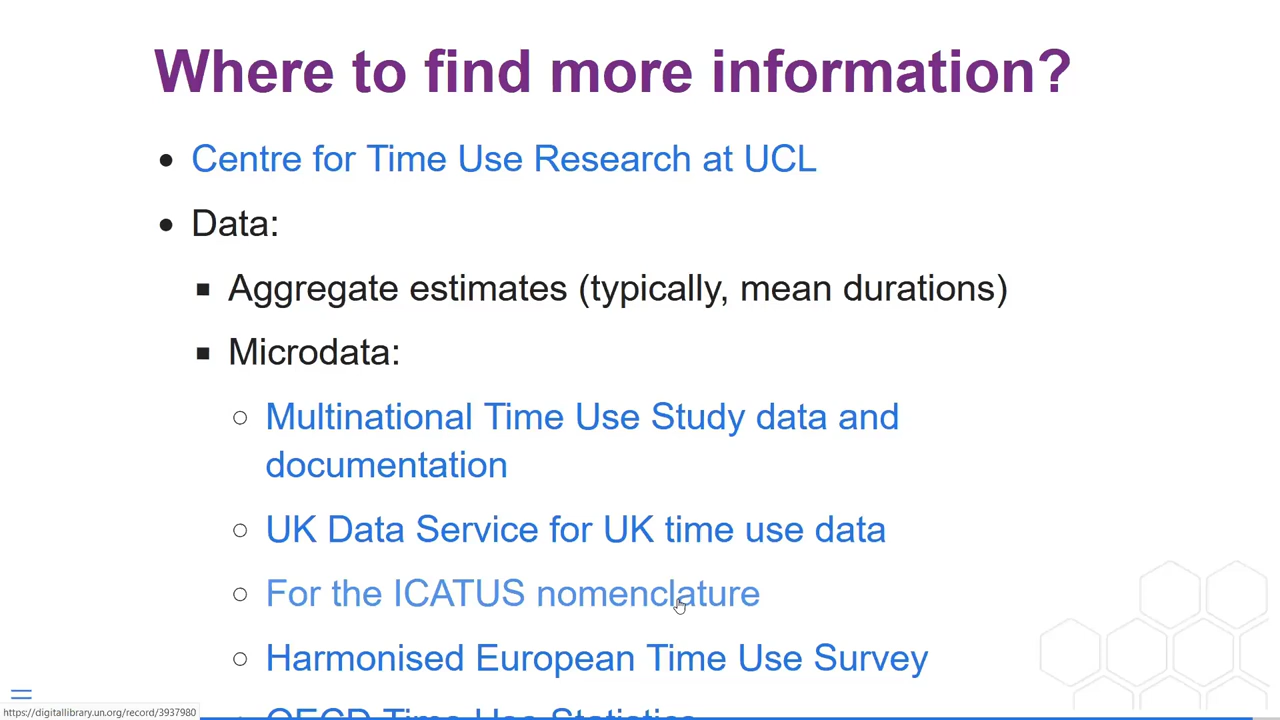 Where to find more information?
Centre for Time Use Research at UCL
Data:
Aggregate estimates (typically, mean durations)
Microdata:
Multinational Time Use Study data and
documentation
UK Data Service for UK time use data
For the ICATUS nomenclature
Harmonised European Time Use Survey
OECD Time Use Statistics
https://digitallibrary.un.org/record/3937980